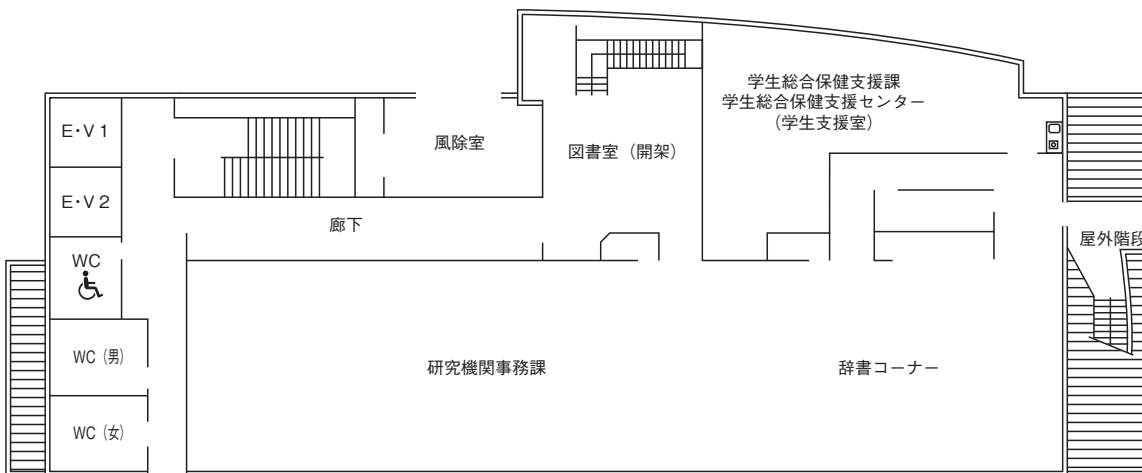 学生総合保健支援課
学生総合保健支援センター
（学生支援室）
E・V 1
風除室
図書室（開架）
E・V 2
廊下
屋外階段
WC
WC（男）
研究機関事務課
辞書コーナー
WC（女）